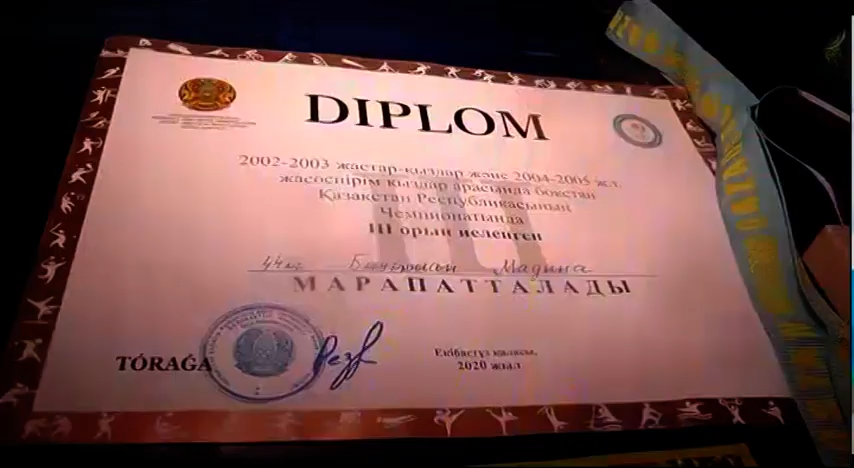 DIPLOM
2002-2003 жастар-қыздар және 2004-2005 жл.
жасөспірім қыздар арасында бокстан
Қазақстан Республикасының
Чемпионатында
III орын иеленген
44кг Мадина
МАРАПАТТАЛАДЫ
TÓRAǴA
Екібастұз қаласы,
2020 жыл